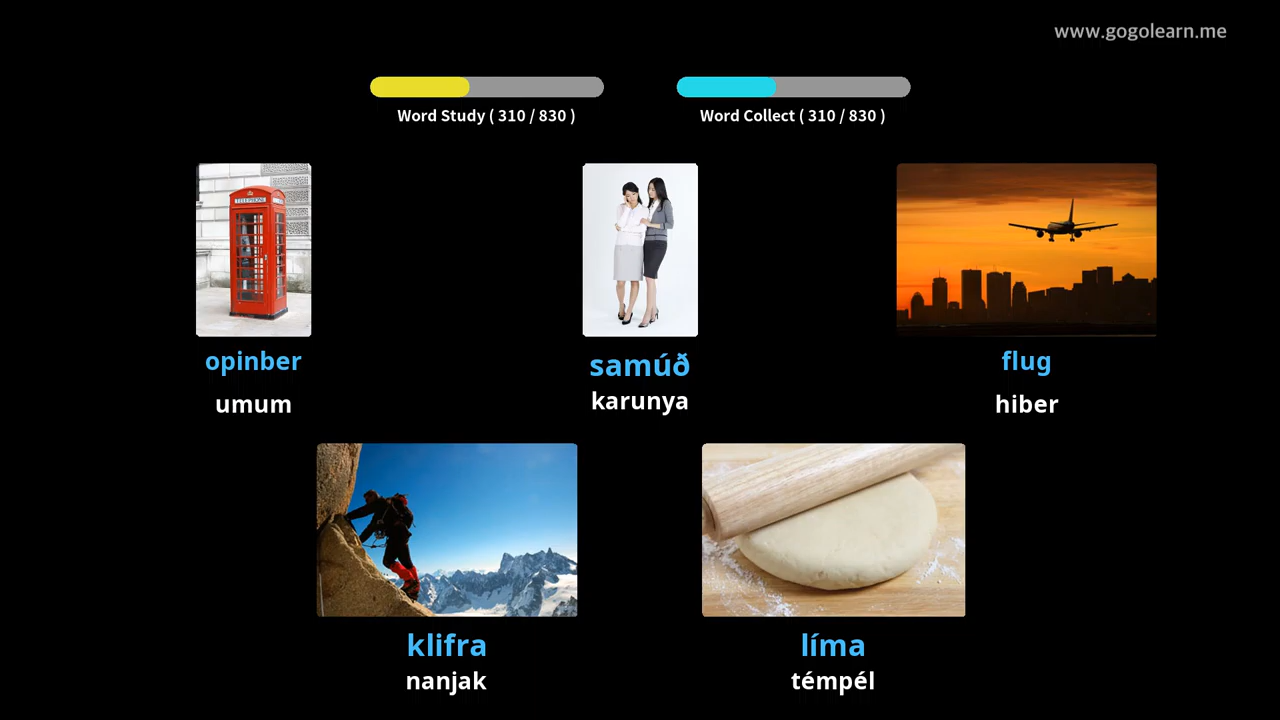 www.gogolearn.me
Word Study ( 310 / 830 )
Word Collect ( 310 / 830 )
TELEPHONE
opinber
samúð
flug
umum
karunya
hiber
klifra
líma
nanjak
témpél